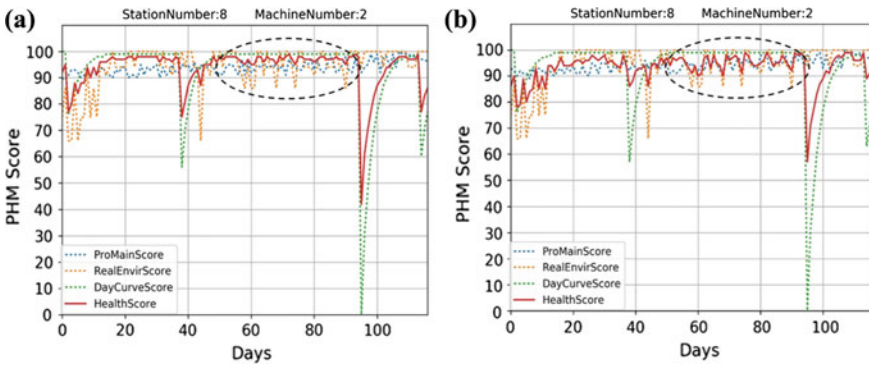 (a)
StationNumber:8 MachineNumber:2
PHM Score
100
90
80
70
60
50
40
30
20
10
0
ProMainScore
RealEnvirScore
DayCurveScore
HealthScore
0 20 40 60 80 100
Days
(b)
StationNumber:8 MachineNumber:2
PHM Score
100
90
80
70
60
50
40
30
20
10
0
ProMainScore
RealEnvirScore
DayCurveScore
HealthScore
0 20 40 60 80 100
Days